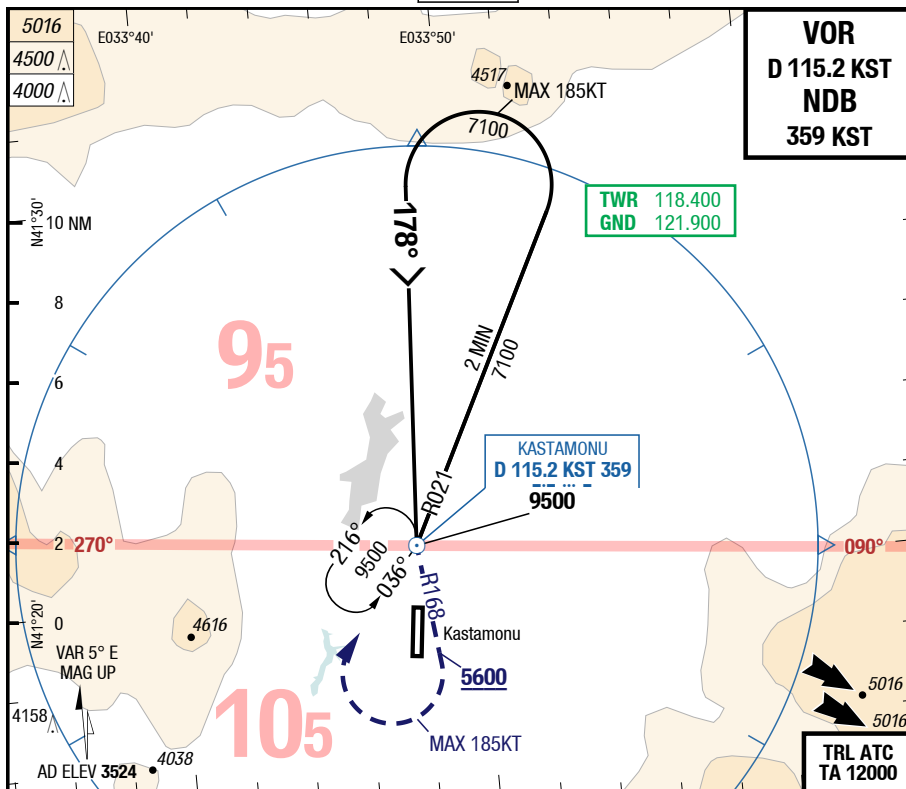 5016
4500
4000
E033°40'
E033°50'
VOR
D 115.2 KST
NDB
359 KST
4517
MAX 185KT
7100
TWR 118.400
GND 121.900
N41°30'
10 NM
178°
8
2 MIN
7100
95
6
4
KASTAMONU
D 115.2 KST 359
9500
R021
2
270°
090°
216°
9500
036°
R168
N41°20'
0
4616
Kastamonu
VAR 5° E
MAG UP
5600
5016
4158
105
5016
MAX 185KT
4038
AD ELEV 3524
TRL ATC
TA 12000